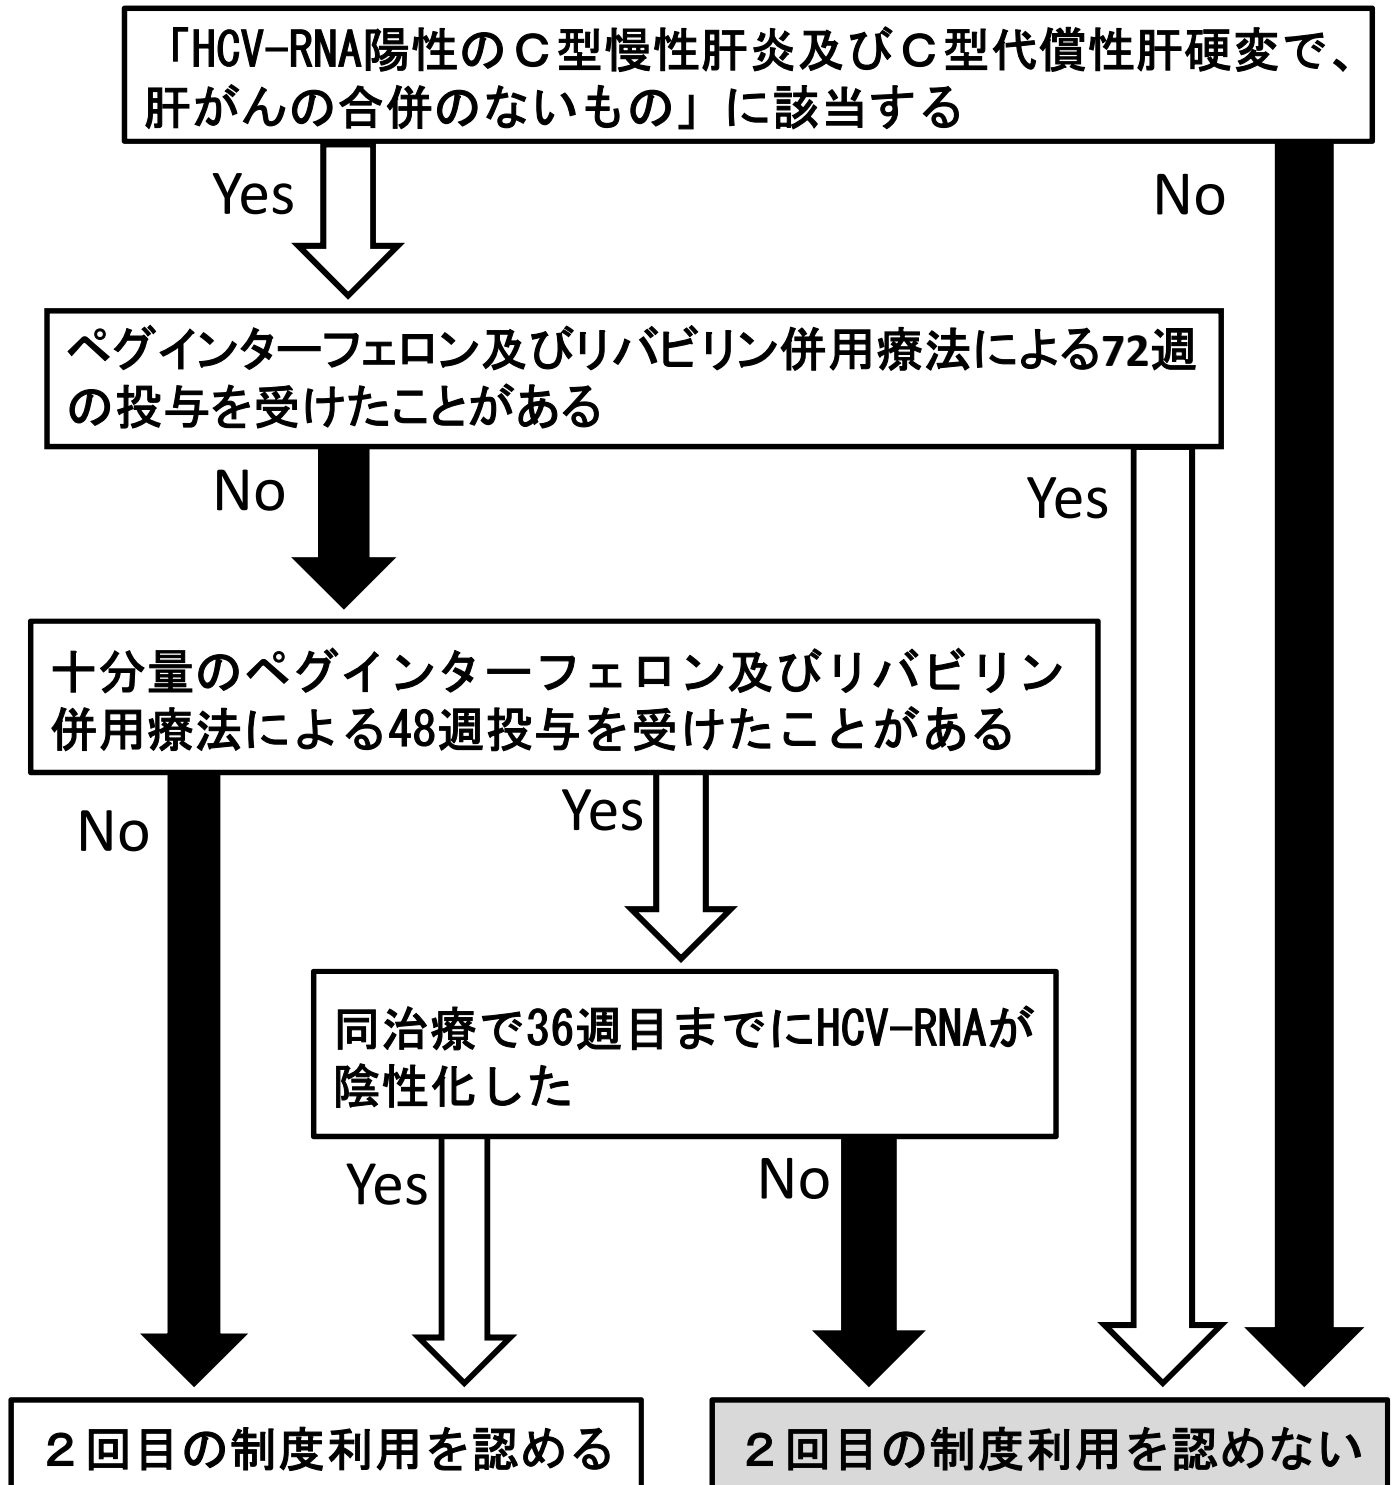 「HCV-RNA陽性のC型慢性肝炎及びC型代償性肝硬変で、
肝がんの合併のないもの」に該当する
Yes
No
ペグインターフェロン及びリバビリン併用療法による72週
の投与を受けたことがある
No
Yes
十分量のペグインターフェロン及びリバビリン
併用療法による48週投与を受けたことがある
No
Yes
同治療で36週目までにHCV-RNAが
陰性化した
Yes
No
２回目の制度利用を認める
２回目の制度利用を認めない